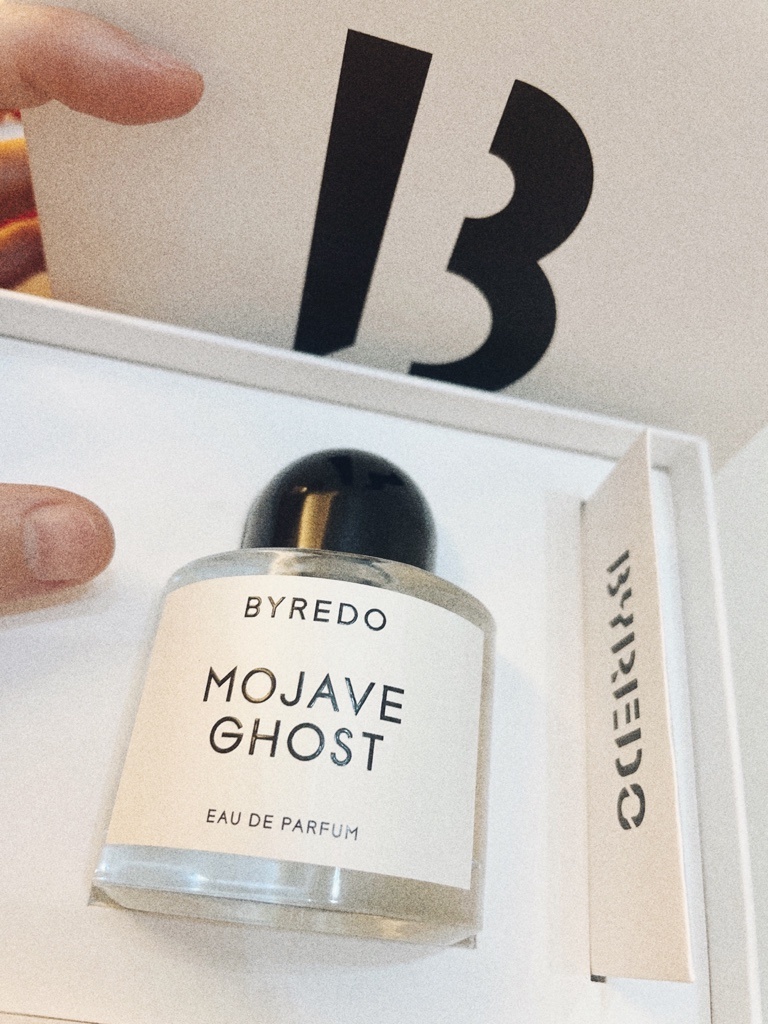 B
BYREDO
MOJAVE
GHOST
EAU DE PARFUM
BYREDO